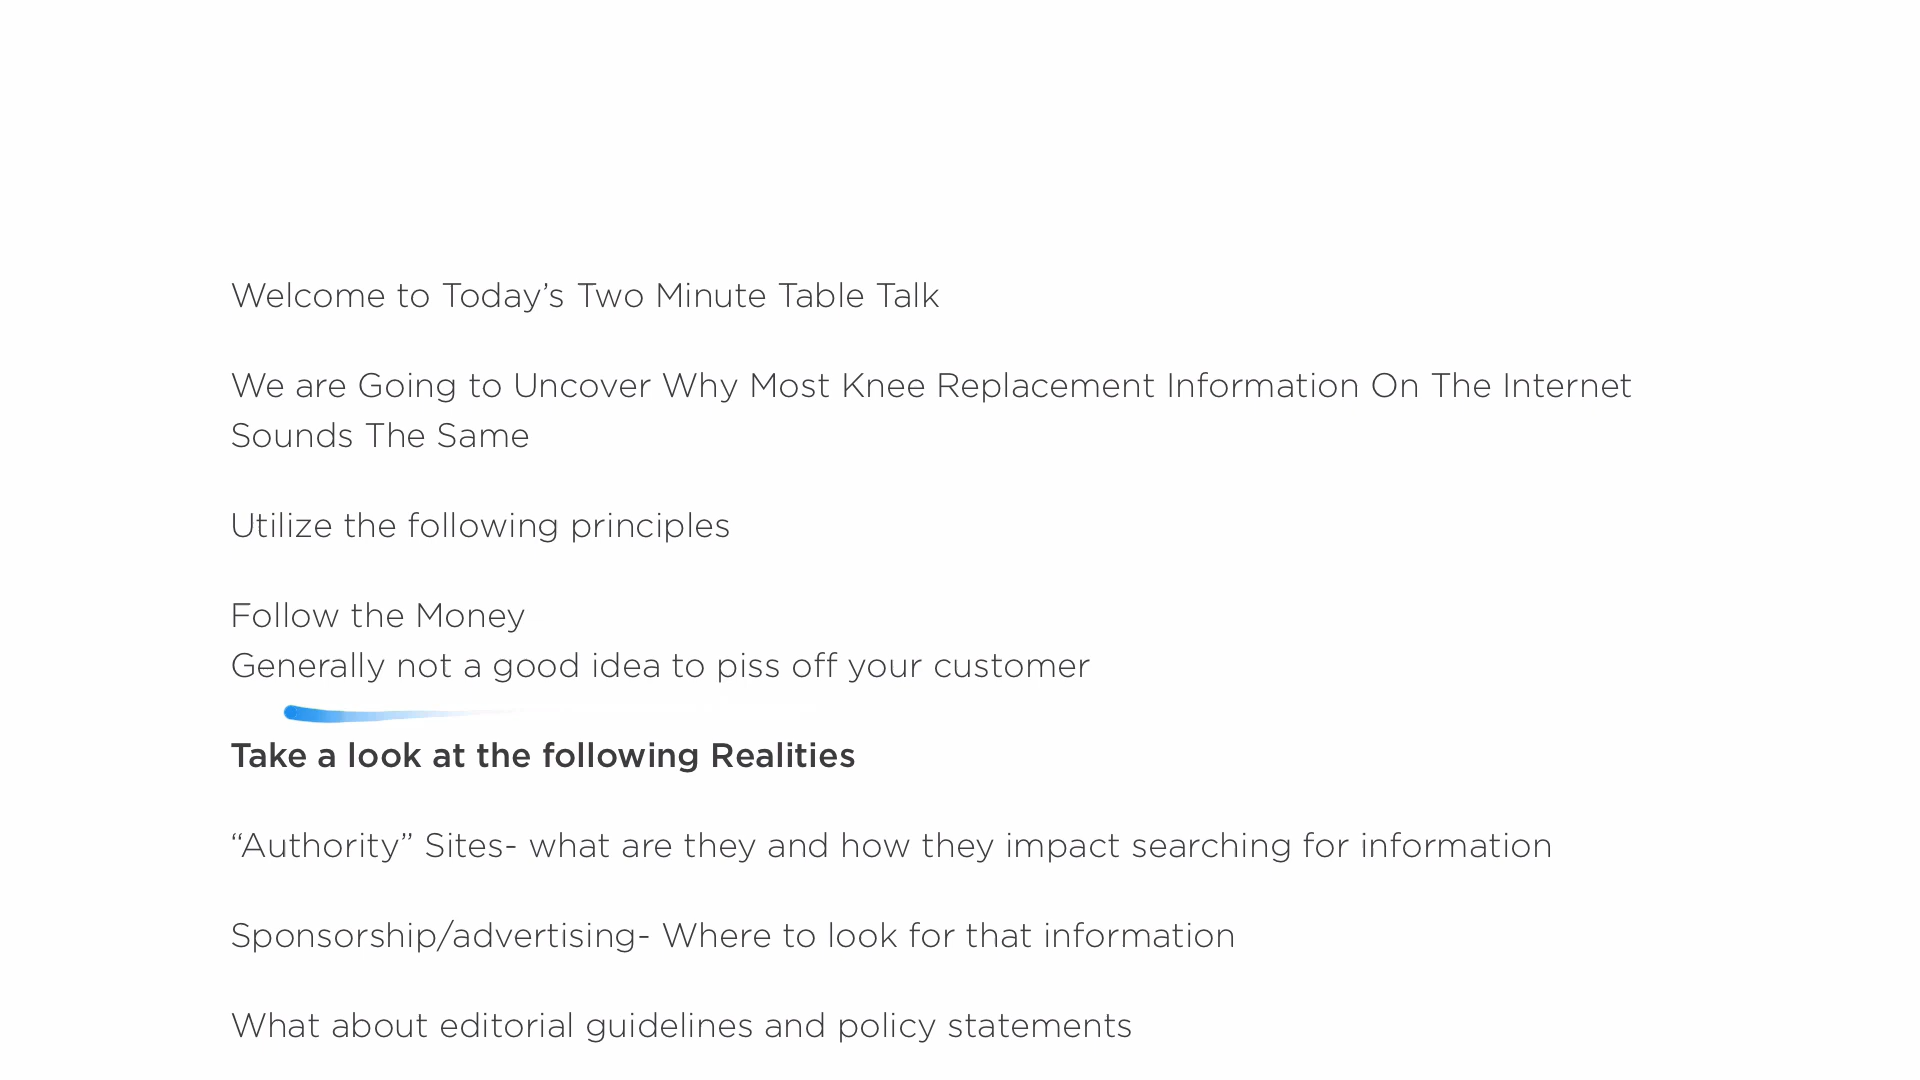 Welcome to Today’s Two Minute Table Talk
We are Going to Uncover Why Most Knee Replacement Information On The Internet
Sounds The Same
Utilize the following principles
Follow the Money
Generally not a good idea to piss off your customer
Take a look at the following Realities
“Authority” Sites- what are they and how they impact searching for information
Sponsorship/advertising- Where to look for that information
What about editorial guidelines and policy statements